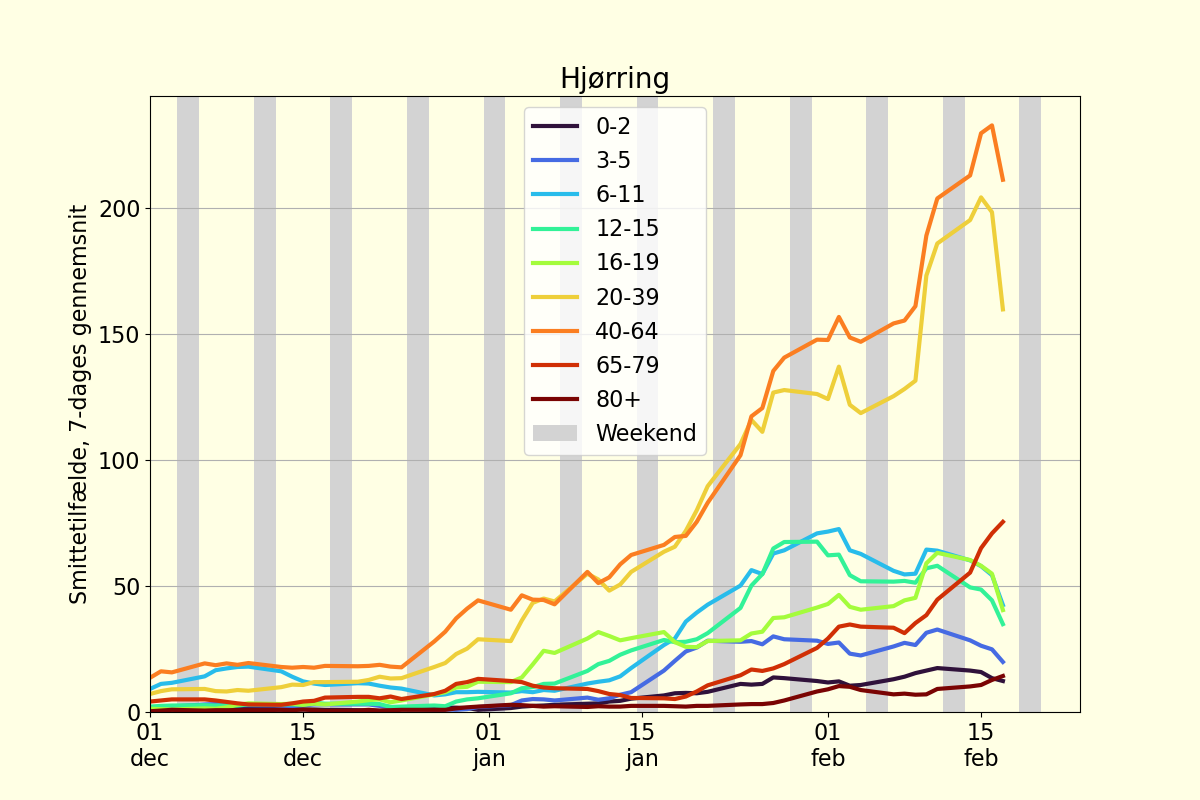 Hjørring
Smittetilfælde, 7-dages gennemsnit
200
150
100
50
0
0-2
3-5
6-11
12-15
16-19
20-39
40-64
65-79
80+
Weekend
01 15 01 15 01 15
dec dec jan jan feb feb